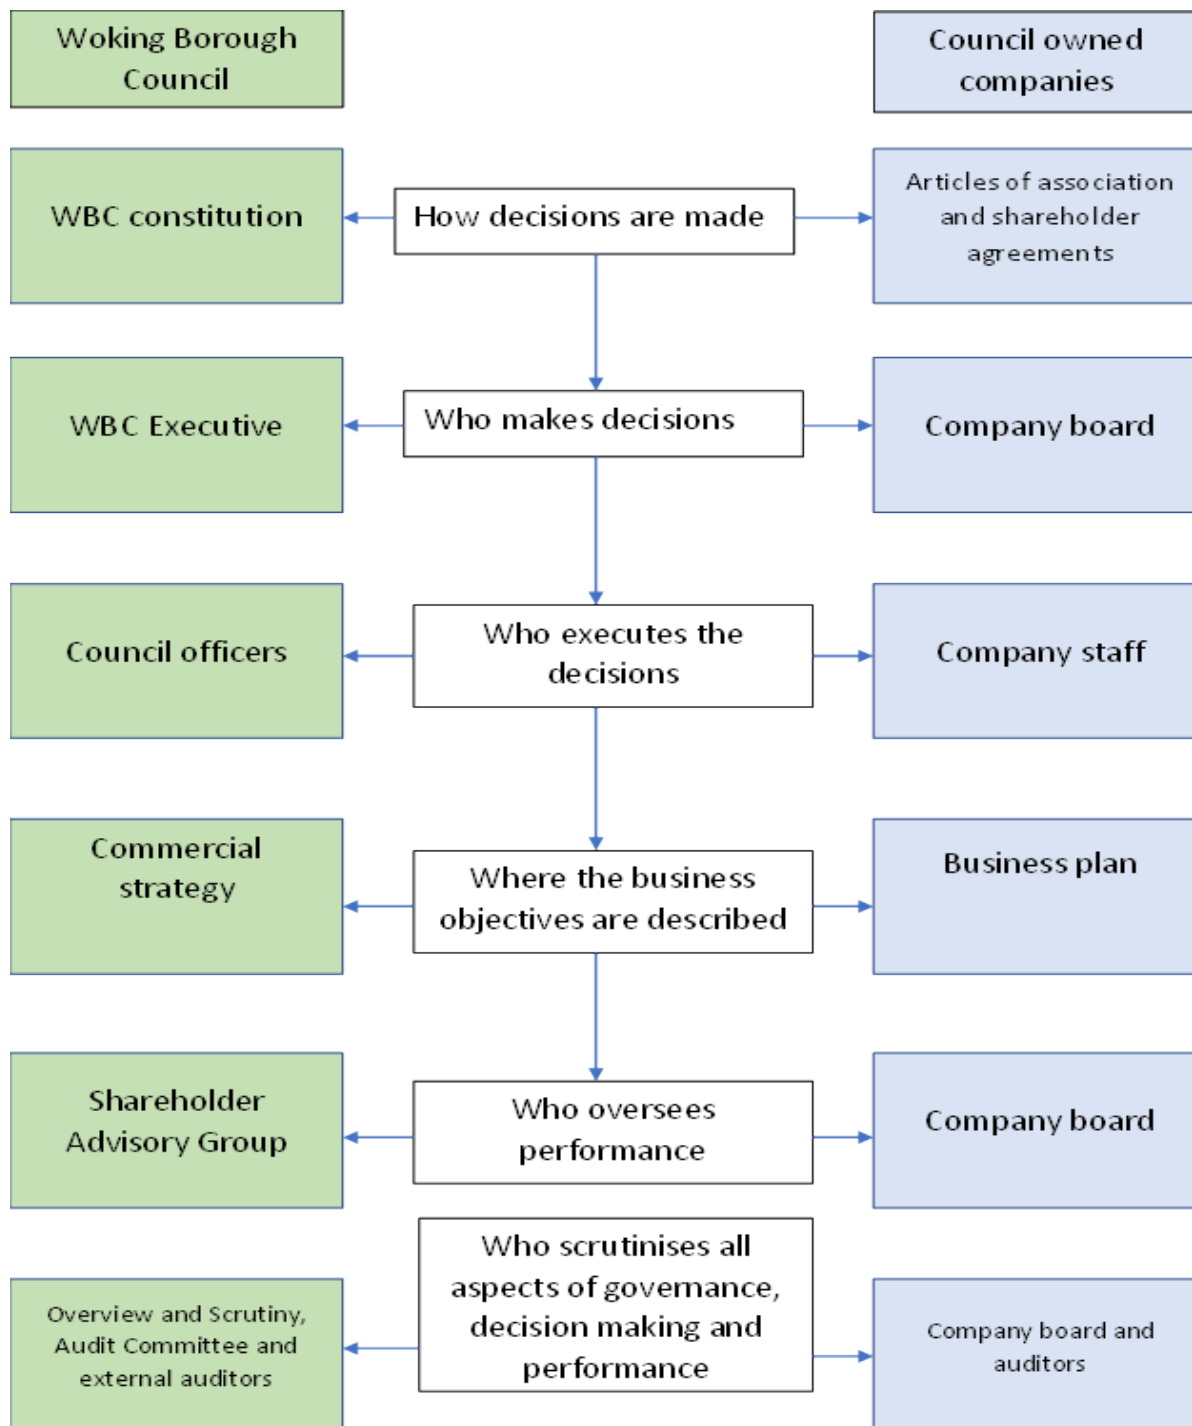 Woking Borough
Council
Council owned
companies
WBC constitution
How decisions are made
Articles of association
and shareholder
agreements
WBC Executive
Who makes decisions
Company board
Council officers
Who executes the
decisions
Company staff
Commercial
strategy
Where the business
objectives are described
Business plan
Shareholder
Advisory Group
Who oversees
performance
Company board
Overview and Scrutiny,
Audit Committee and
external auditors
Who scrutinises all
aspects of governance,
decision making and
performance
Company board and
auditors